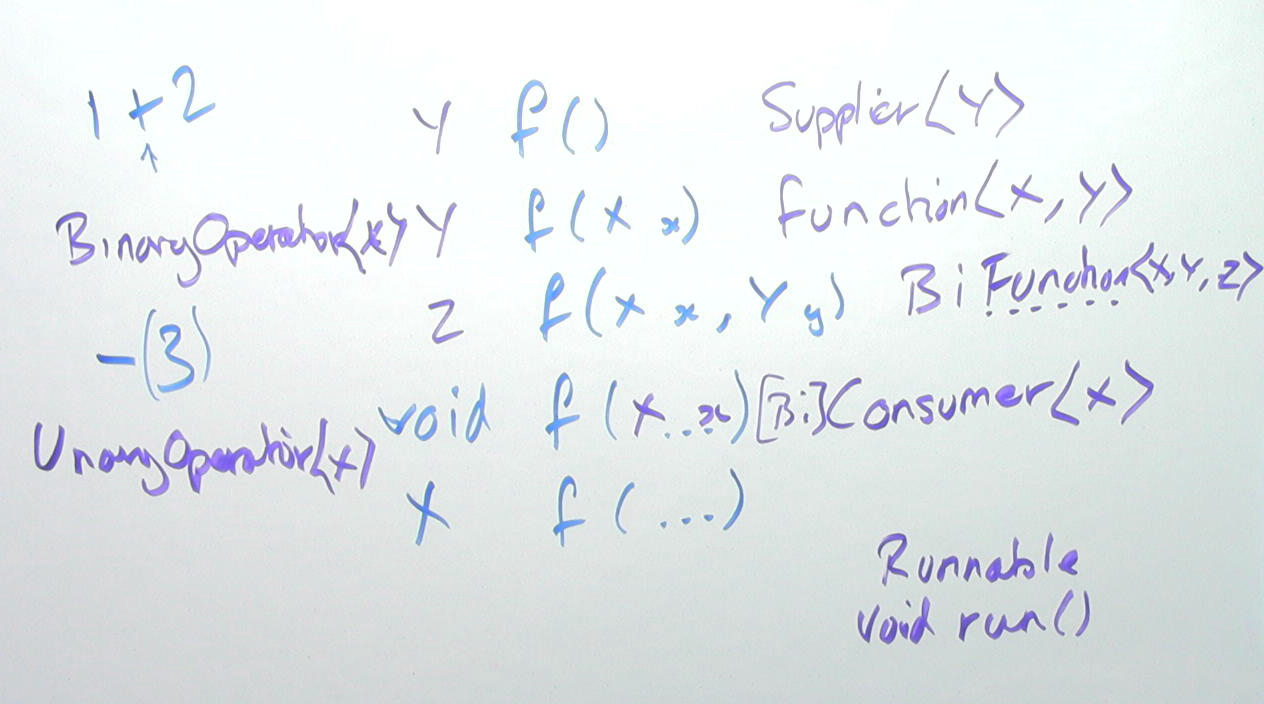 1 + 2 Y f() Supplier<Y>
↑
BinaryOperator<x> Y f(X x) Function<X, Y>
Z f(X x, Y y) BiFunction<X, Y, Z>
-(3)
void f(X...x) [Bi]Consumer<X>
UnaryOperator<X>
X f(...)
Runnable
void run()